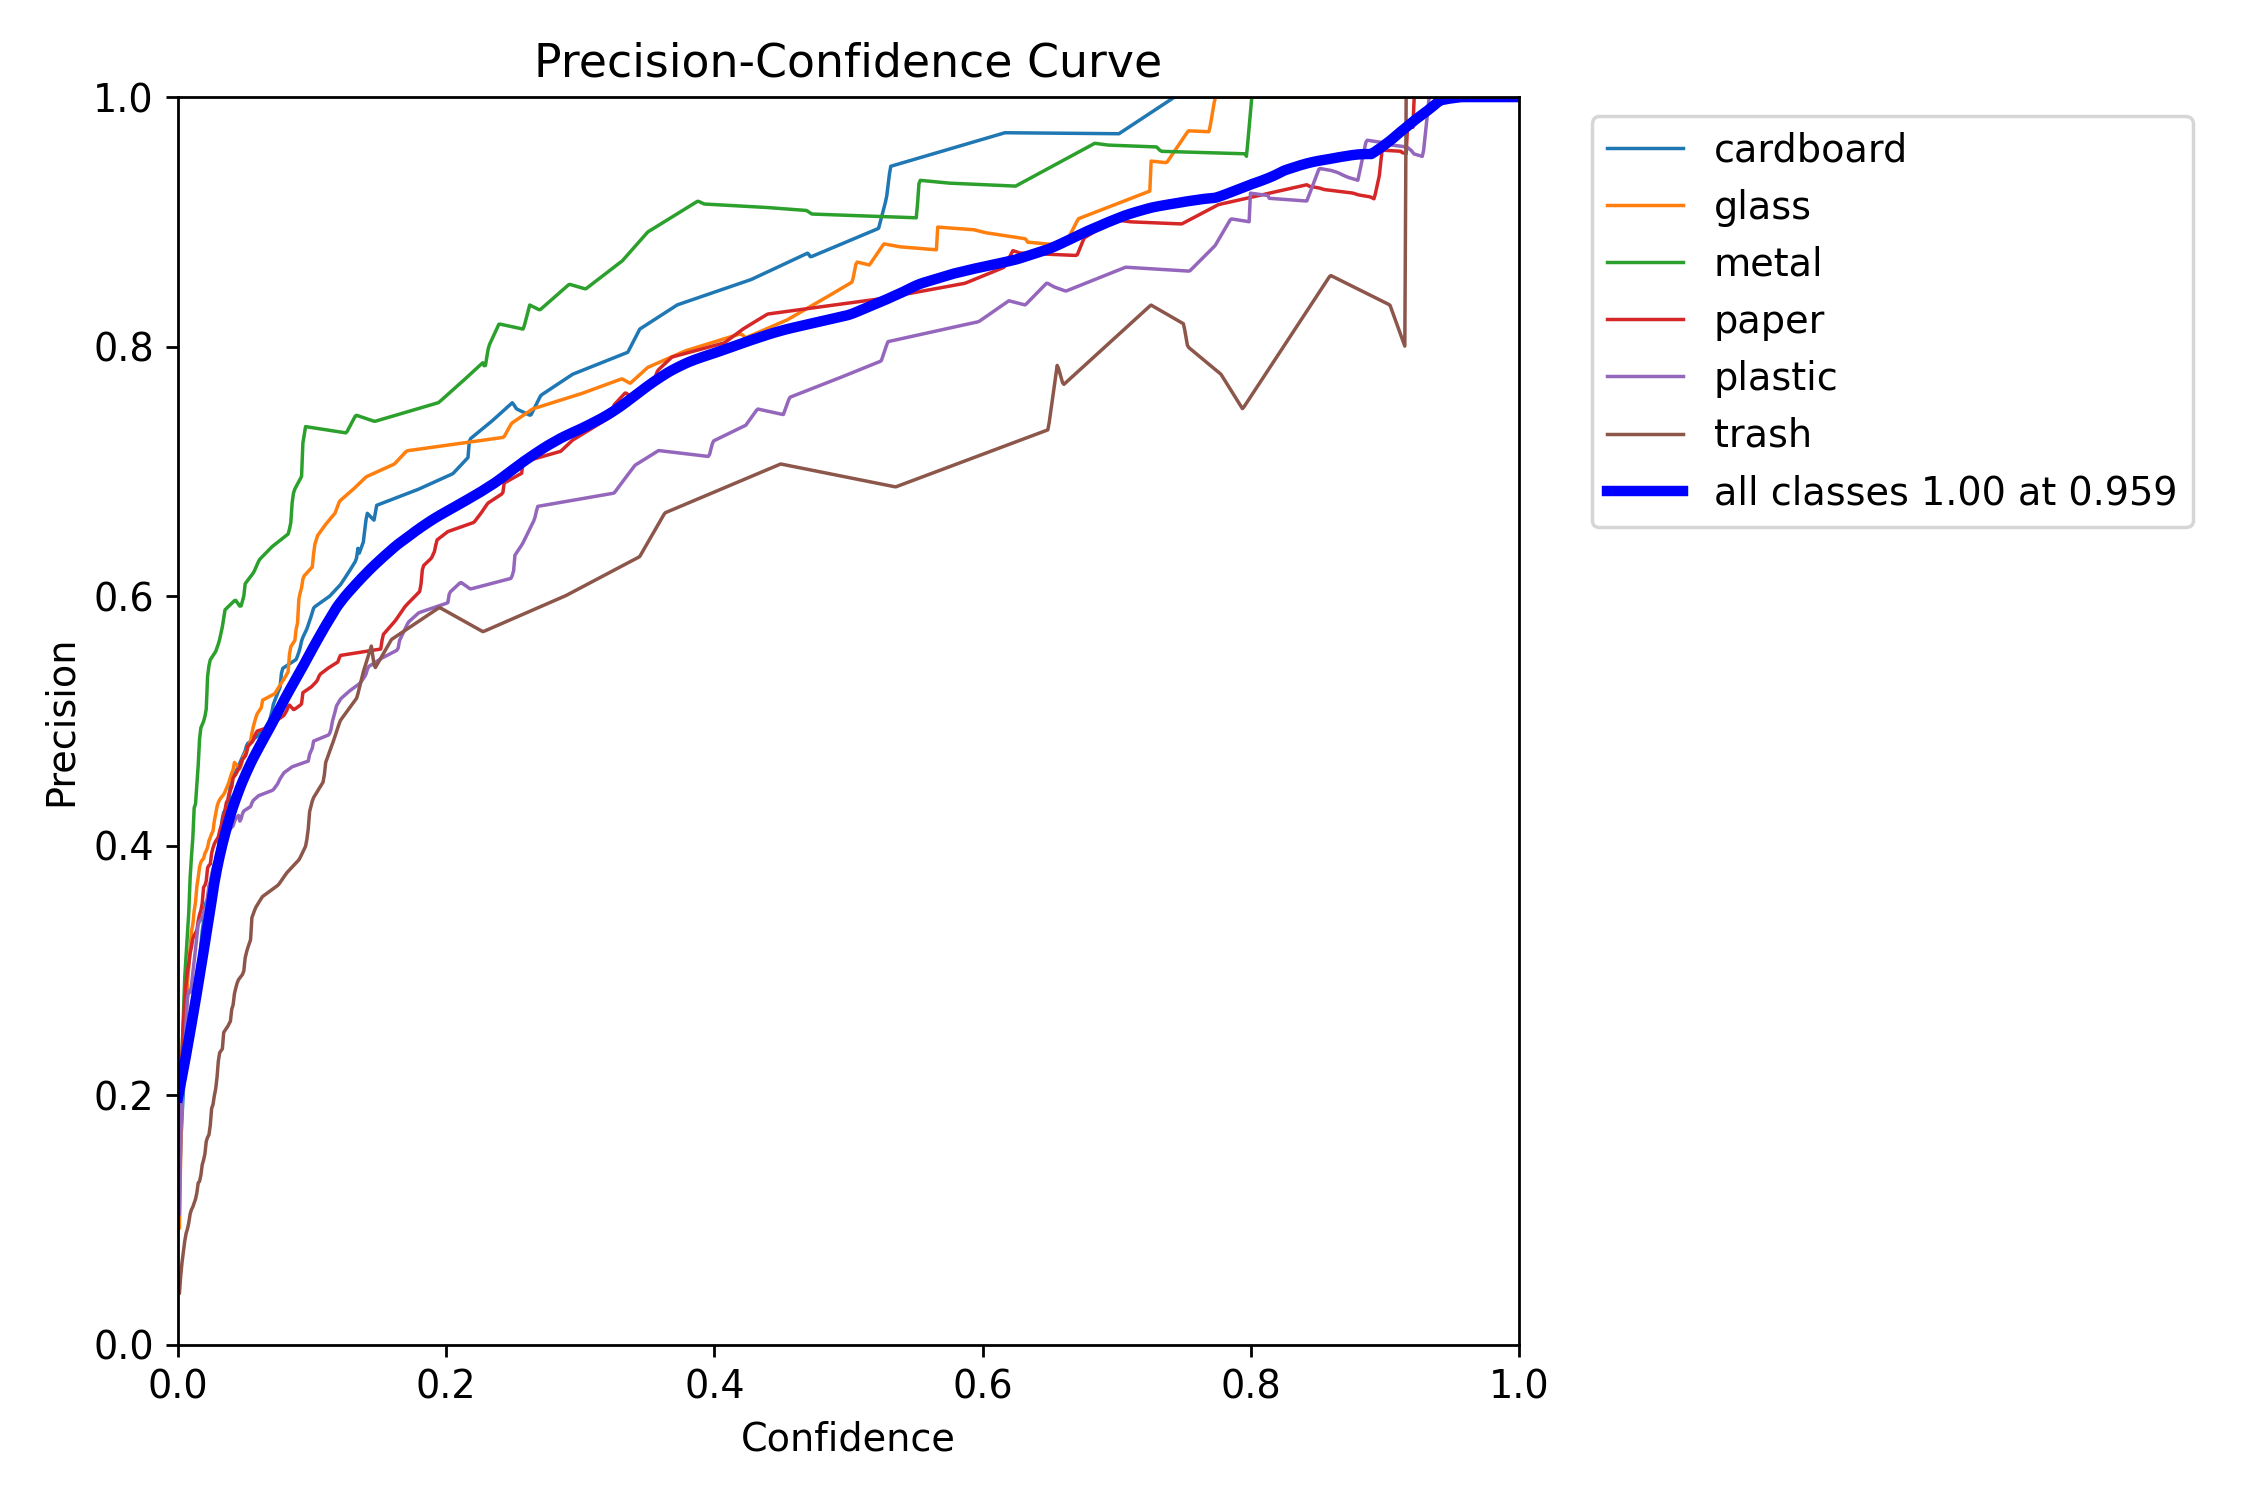 Precision-Confidence Curve
1.0
0.8
0.6
0.4
0.2
0.0
Precision
0.0 0.2 0.4 0.6 0.8 1.0
Confidence
cardboard
glass
metal
paper
plastic
trash
all classes 1.00 at 0.959